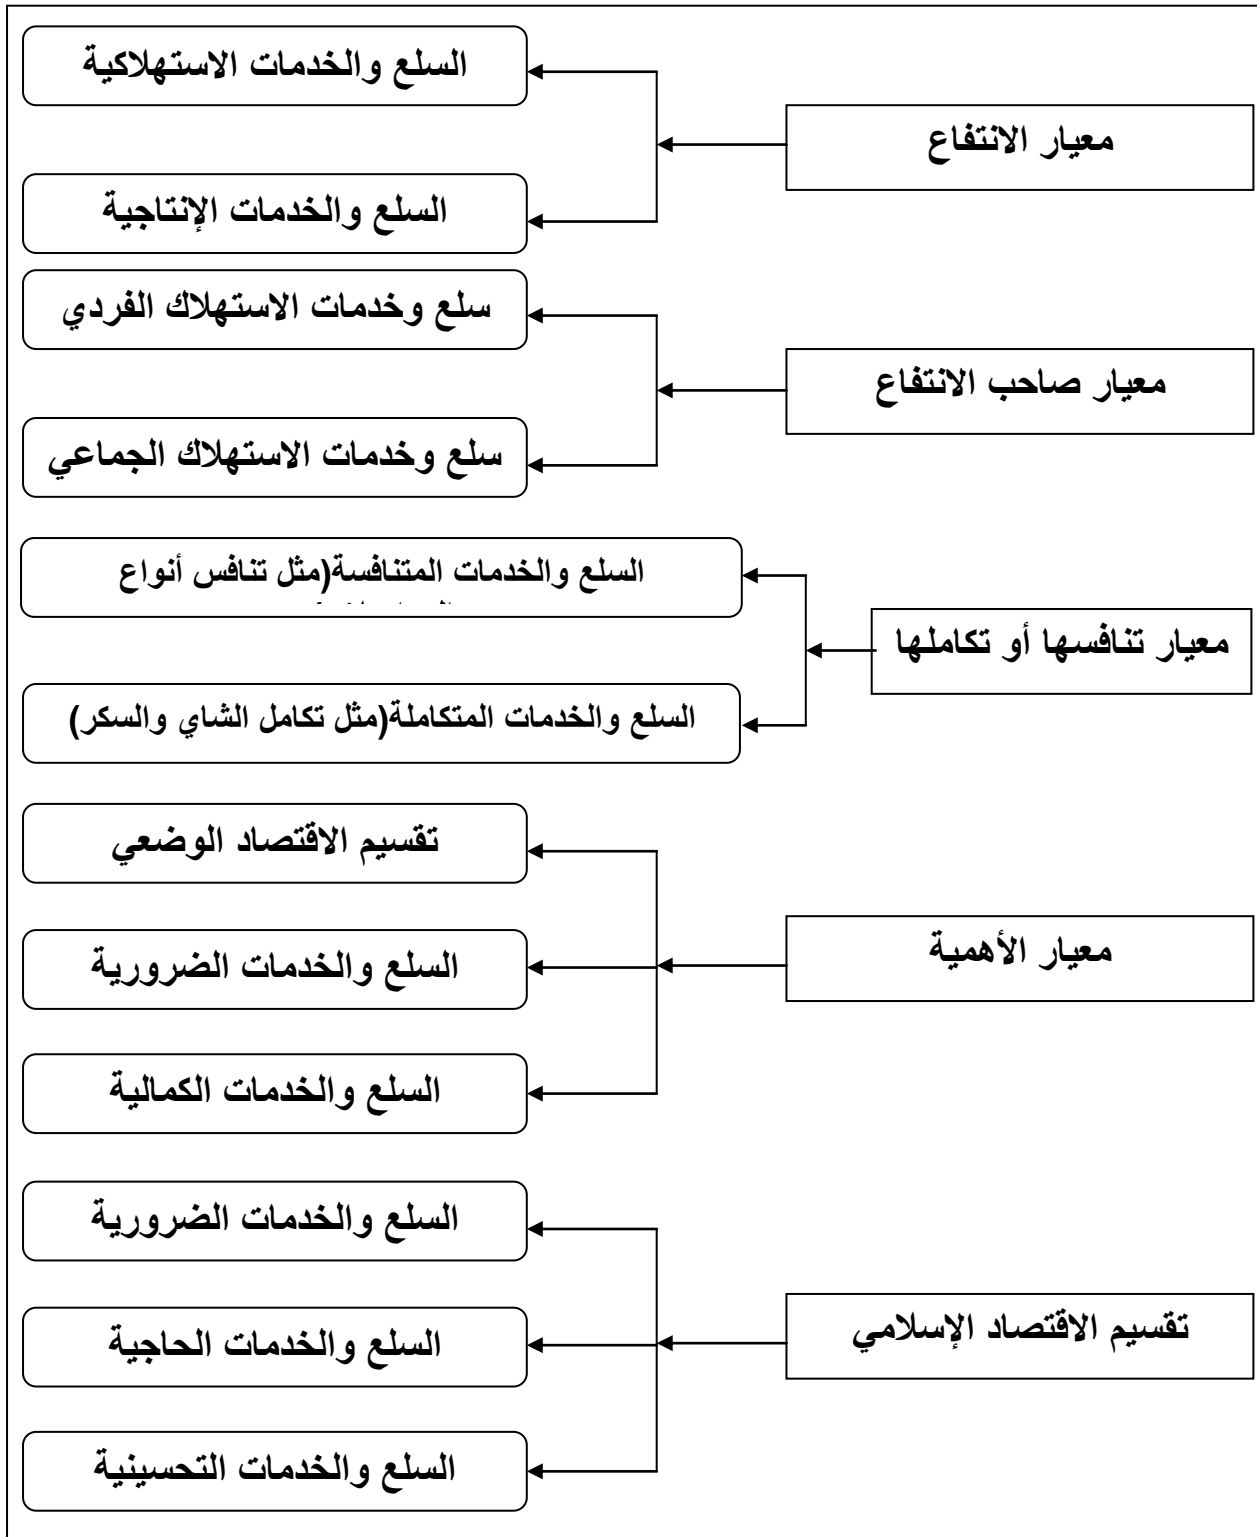 معيار الانتفاع
السلع والخدمات الاستهلاكية
السلع والخدمات الإنتاجية
معيار صاحب الانتفاع
سلع وخدمات الاستهلاك الفردي
سلع وخدمات الاستهلاك الجماعي
معيار تنافسها أو تكاملها
السلع والخدمات المتنافسة(مثل تنافس أنواع
السلع والخدمات المتكاملة(مثل تكامل الشاي والسكر)
معيار الأهمية
تقسيم الاقتصاد الوضعي
السلع والخدمات الضرورية
السلع والخدمات الكمالية
تقسيم الاقتصاد الإسلامي
السلع والخدمات الضرورية
السلع والخدمات الحاجية
السلع والخدمات التحسينية